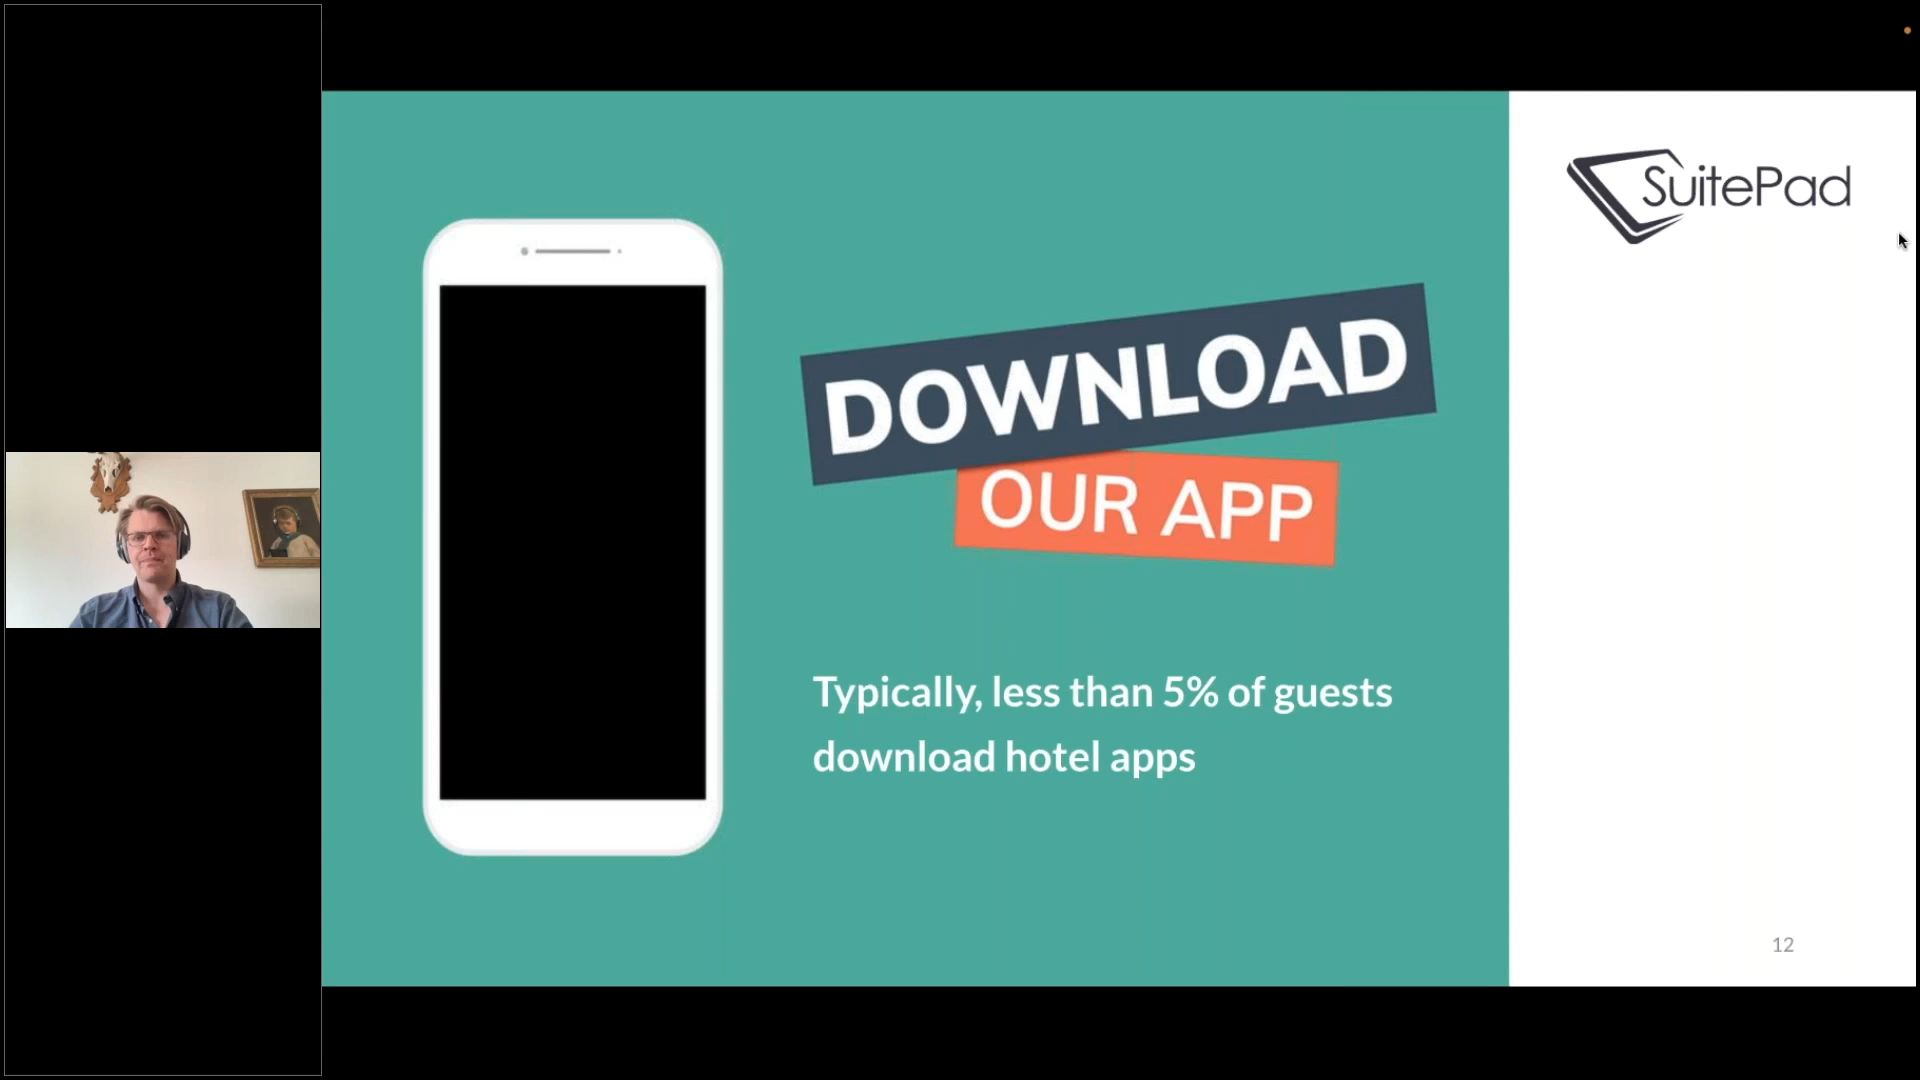 SuitePad
DOWNLOAD
OUR APP
Typically, less than 5% of guests
download hotel apps
12